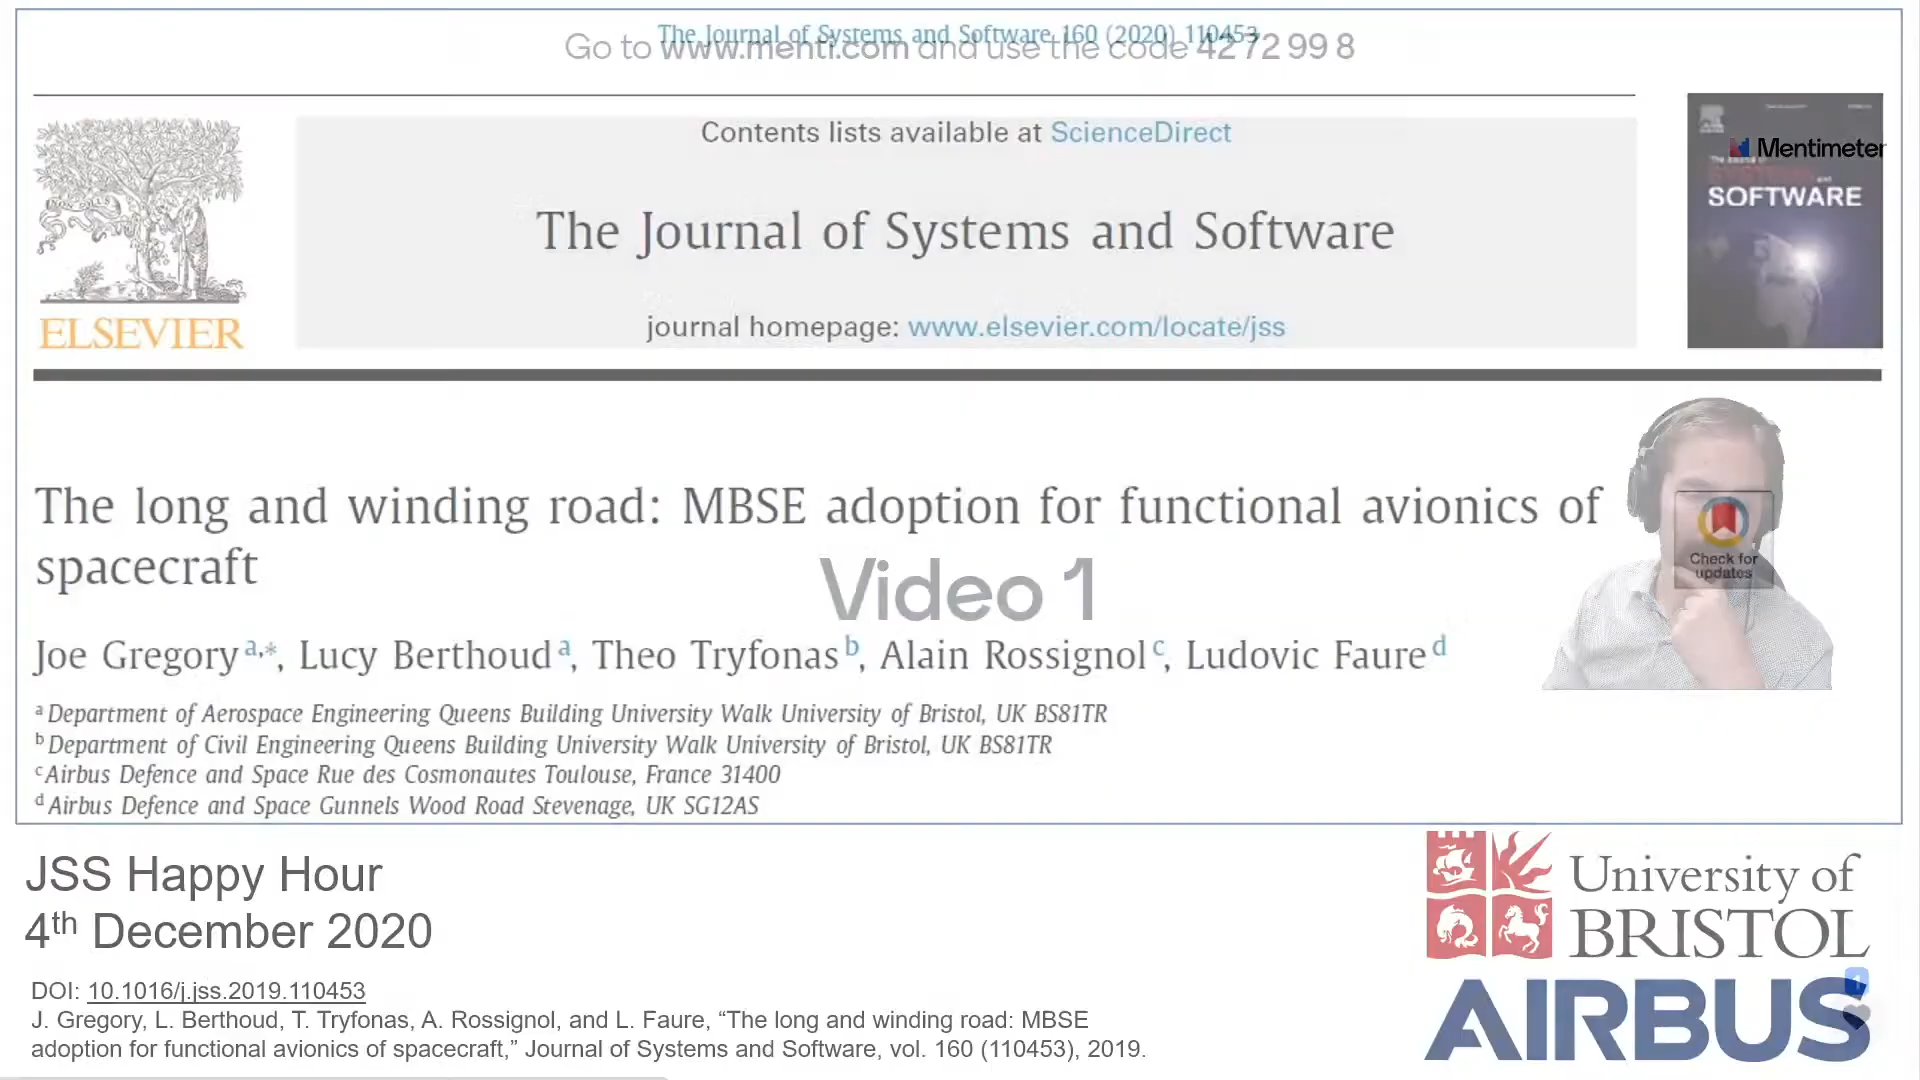 The Journal of Systems and Software 160 (2020) 110453
Go to www.menti.com and use the code 42 72 99 8
Contents lists available at ScienceDirect
Mentimeter
SOFTWARE
The Journal of Systems and Software
ELSEVIER
journal homepage: www.elsevier.com/locate/jss
The long and winding road: MBSE adoption for functional avionics of
spacecraft
Check for
updates
Video 1
Joe Gregory a,*, Lucy Berthoud a, Theo Tryfonas b, Alain Rossignol c, Ludovic Faure d
a Department of Aerospace Engineering Queens Building University Walk University of Bristol, UK BS81TR
b Department of Civil Engineering Queens Building University Walk University of Bristol, UK BS81TR
c Airbus Defence and Space Rue des Cosmonautes Toulouse, France 31400
d Airbus Defence and Space Gunnels Wood Road Stevenage, UK SG12AS
JSS Happy Hour
4th December 2020
University of
BRISTOL
DOI: 10.1016/j.jss.2019.110453
J. Gregory, L. Berthoud, T. Tryfonas, A. Rossignol, and L. Faure, “The long and winding road: MBSE
adoption for functional avionics of spacecraft,” Journal of Systems and Software, vol. 160 (110453), 2019.
AIRBUS
1